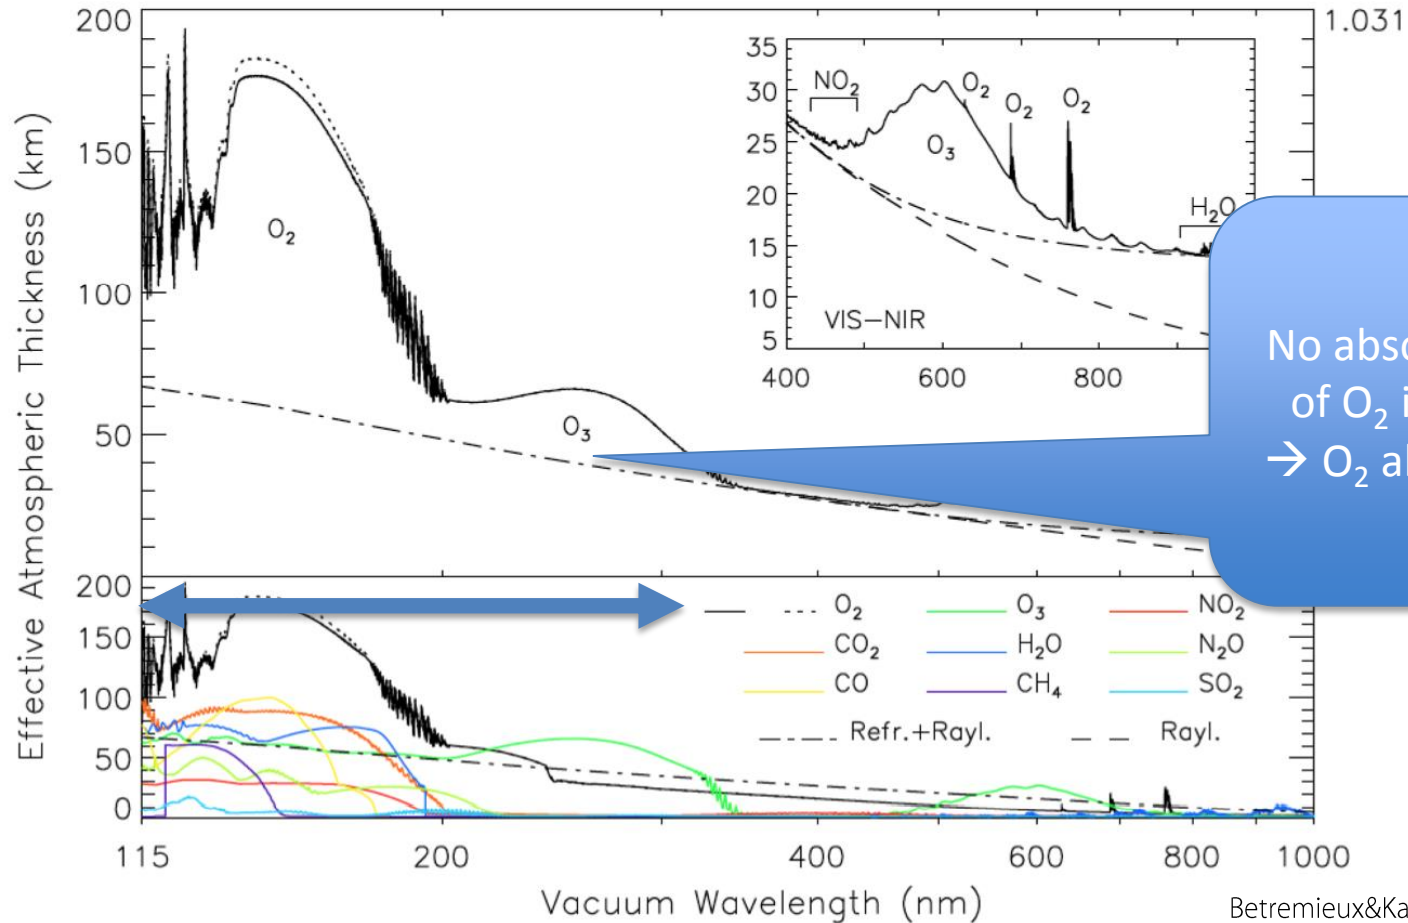 200
150
100
50
Effective Atmospheric Thickness (km)
O₂
O₃
1.031
35
30
25
20
15
10
5
NO₂
O₂
O₂
O₂
O₃
H₂O
VIS–NIR
400
600
800
No abso
of O₂ i
→ O₂ al
200
150
100
50
0
O₂
O₃
NO₂
CO₂
H₂O
N₂O
CO
CH₄
SO₂
Refr.+Rayl.
Rayl.
115
200
400
600
800
1000
Vacuum Wavelength (nm)
Betremieux&Ka